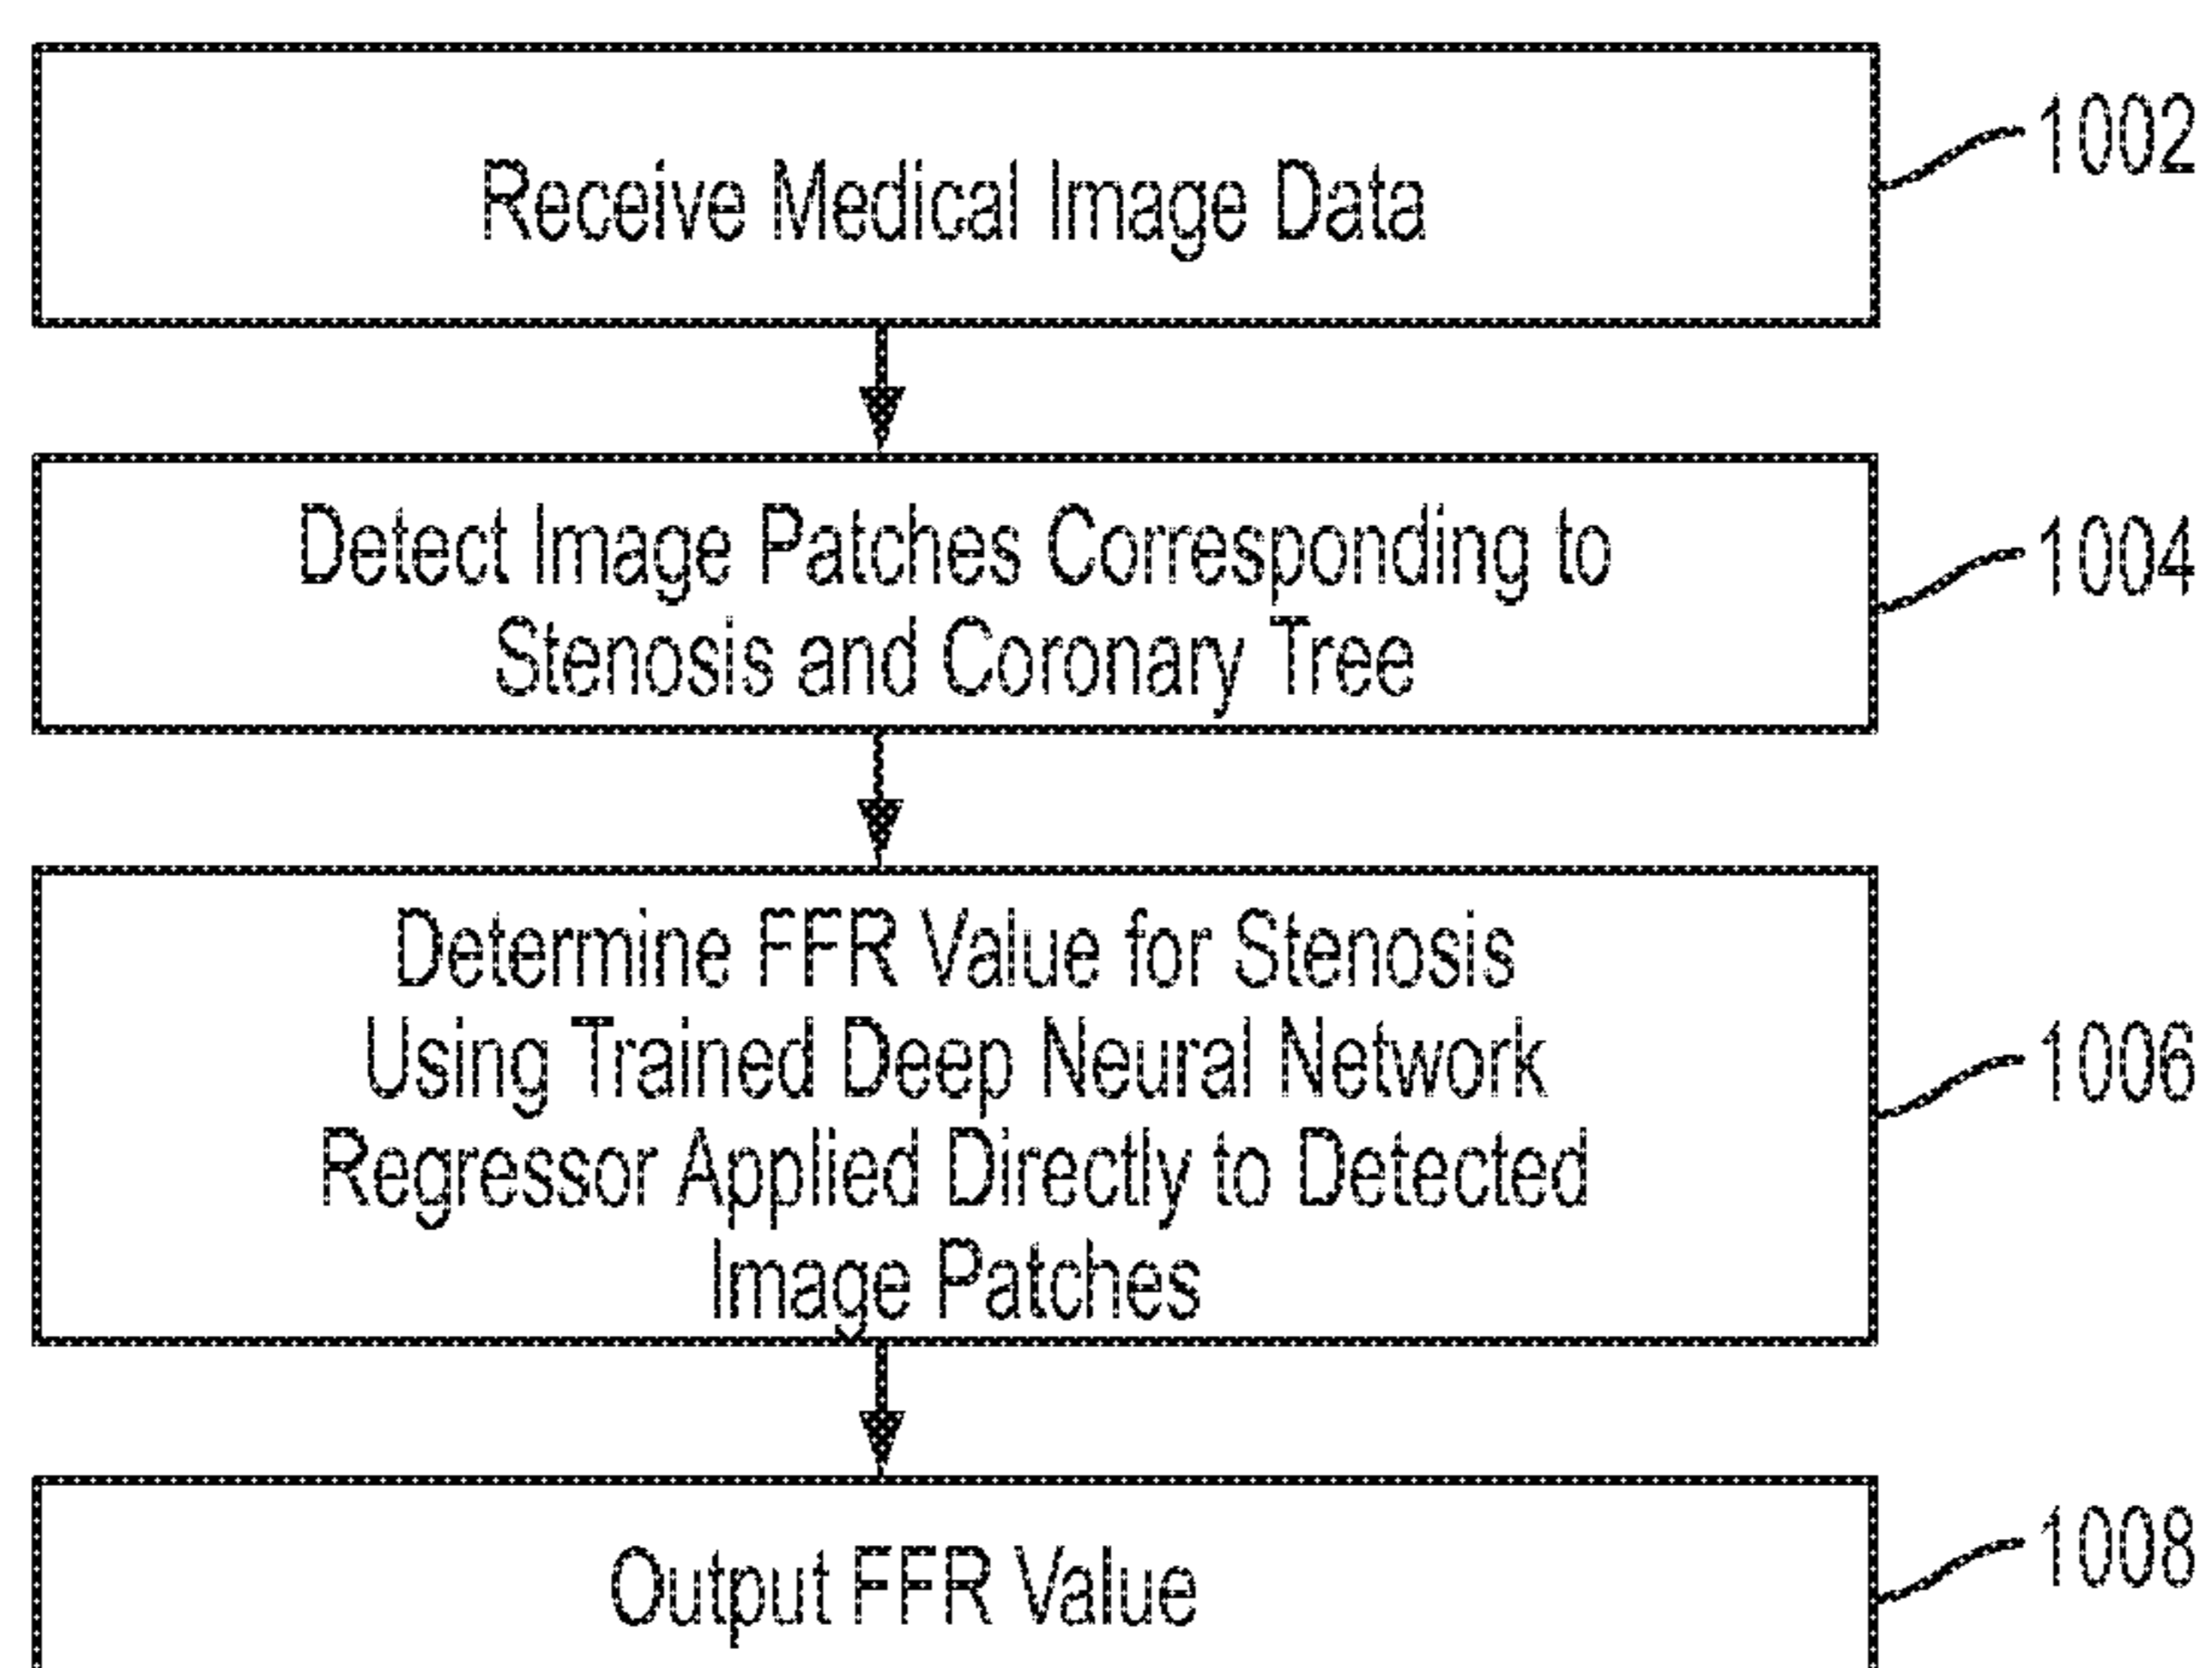 Receive Medical Image Data
1002
Detect Image Patches Corresponding to
Stenosis and Coronary Tree
1004
Determine FFR Value for Stenosis
Using Trained Deep Neural Network
Regressor Applied Directly to Detected
Image Patches
1006
Output FFR Value
1008